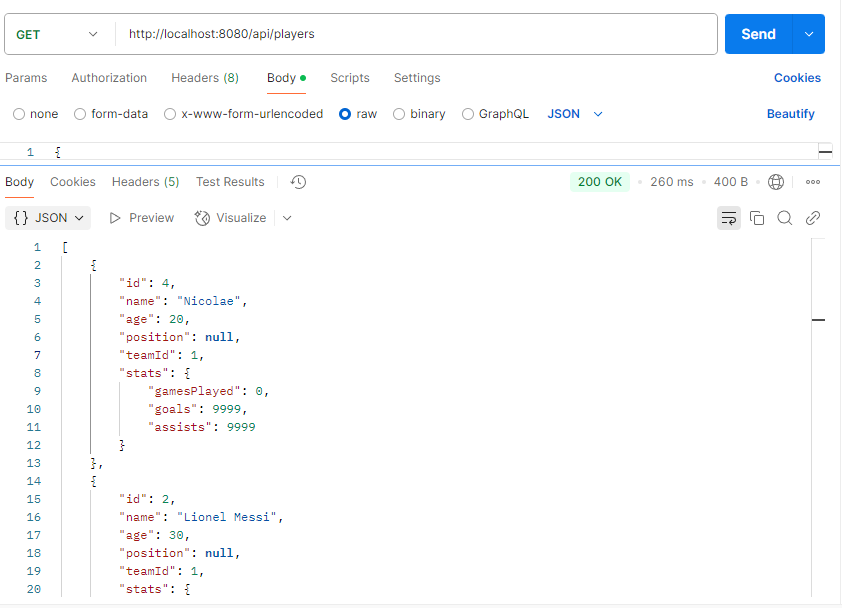 GET http://localhost:8080/api/players Send
Params Authorization Headers (8) Body Scripts Settings Cookies
none form-data x-www-form-urlencoded raw binary GraphQL JSON Beautify
1 {
Body Cookies Headers (5) Test Results 200 OK 260 ms 400 B
{} JSON Preview Visualize
1 [
2 {
3 "id": 4,
4 "name": "Nicolae",
5 "age": 20,
6 "position": null,
7 "teamId": 1,
8 "stats": {
9 "gamesPlayed": 0,
10 "goals": 9999,
11 "assists": 9999
12 }
13 },
14 {
15 "id": 2,
16 "name": "Lionel Messi",
17 "age": 30,
18 "position": null,
19 "teamId": 1,
20 "stats": {